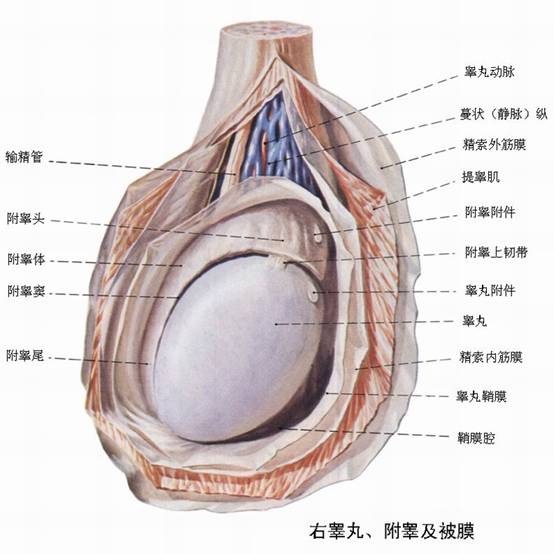 睾丸动脉
蔓状（静脉）纵
精索外筋膜
输精管
提睾肌
附睾头
附睾附件
附睾体
附睾上韧带
附睾窦
睾丸附件
睾丸
附睾尾
精索内筋膜
睾丸鞘膜
鞘膜腔
右睾丸、附睾及被膜